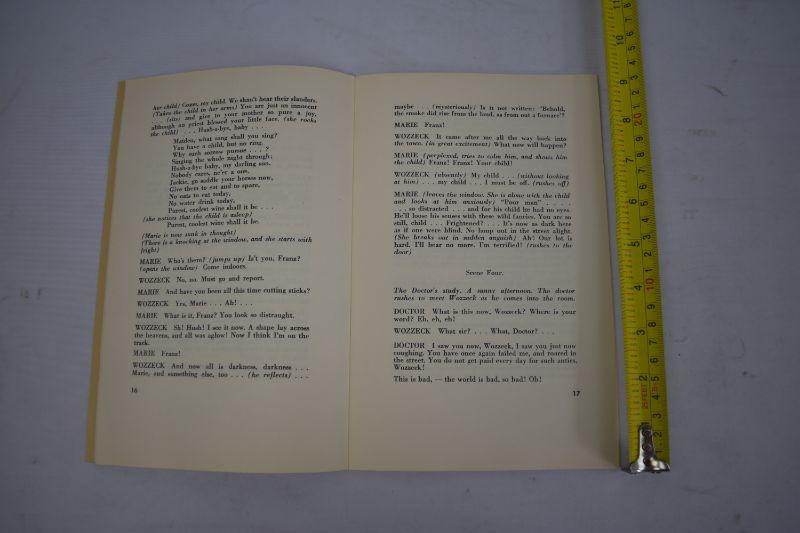 her child) Come, my child. We shan't hear their slanders.
(Takes the child in her arms) You are just an innocent
. . . (sits) and give to your mother so pure a joy,
although no priest blessed your little face. (she rocks
the child) . . . Hush-a-bye, baby . . .
Maiden, what song shall you sing?
You have a child, but no ring.
Why such sorrow pursue . . . ,
Singing the whole night through;
Hush-a-bye baby, my darling son,
Nobody cares, ne'er a one.
Jackie, go saddle your horses now,
Give them to eat and to spare,
No oats to eat today,
No water drink today.
Purest, coolest wine shall it be . . .
(she notices that the child is asleep)
Purest, coolest wine shall it be.
(Marie is now sunk in thought)
(There is a knocking at the window, and she starts with
fright)
MARIE Who's there? (jumps up) Is't you, Franz?
(opens the window) Come indoors.
WOZZECK No, no. Must go and report.
MARIE And have you been all this time cutting sticks?
WOZZECK Yes, Marie . . . Ah! . . .
MARIE What is it, Franz? You look so distraught.
WOZZECK Sh! Hush! I see it now. A shape lay across
the heavens, and all was aglow! Now I think I'm on the
track.
MARIE Franz!
WOZZECK And now all is darkness, darkness . . .
Marie, and something else, too . . . (he reflects) . . .
16
maybe . . . (mysteriously) Is it not written: "Behold,
the smoke did rise from the land, as from out a furnace"?
MARIE Franz!
WOZZECK It came after me all the way back into
the town. (in great excitement) What now will happen?
MARIE (perplexed, tries to calm him, and shows him
the child) Franz! Franz! Your child!
WOZZECK (absently) My child . . . (without looking
at him) . . . my child . . . I must be off. (rushes off)
MARIE (leaves the window. She is alone with the child
and looks at him anxiously) "Poor man" . . . .
. . so distracted . . . and for his child he had no eyes.
He'll loose his senses with these wild fancies. You are so
still, child . . . Frightened? . . . It's now as dark here
as if one were blind. No lamp out in the street alight.
(She breaks out in sudden anguish) Ah! Our lot is
hard. I'll bear no more. I'm terrified! (rushes to the
door)
Scene Four.
The Doctor's study. A sunny afternoon. The doctor
rushes to meet Wozzeck as he comes into the room.
DOCTOR What is this now, Wozzeck? Where is your
word? Eh, eh, eh!
WOZZECK What sir? . . . What, Doctor? . . .
DOCTOR I saw you now, Wozzeck, I saw you just now
coughing. You have once again failed me, and roared in
the street. You do not get paid every day for such antics,
Wozzeck!
This is bad, — the world is bad, so bad! Oh!
17